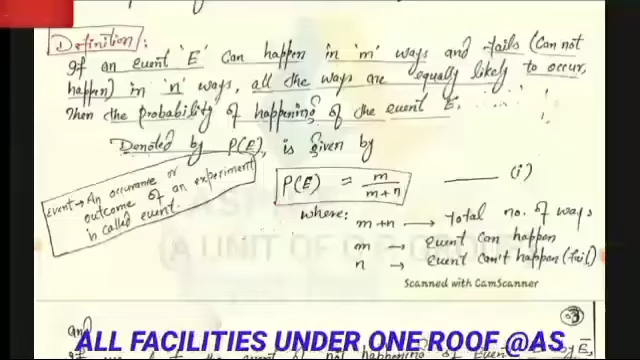 Definition:
If an event 'E' can happen in 'm' ways and fails (can not
happen) in 'n' ways, all the ways are equally likely to occur,
then the probability of happening of the event E.
Denoted by P(E), is given by
P(E) = m/(m+n) (i)
Event → An occurance or
outcome of an experiment
is called event.
where: m+n → Total no. of ways
m → event can happen
n → event can't happen (fail)
Scanned with CamScanner
03
and
ALL FACILITIES UNDER ONE ROOF @AS